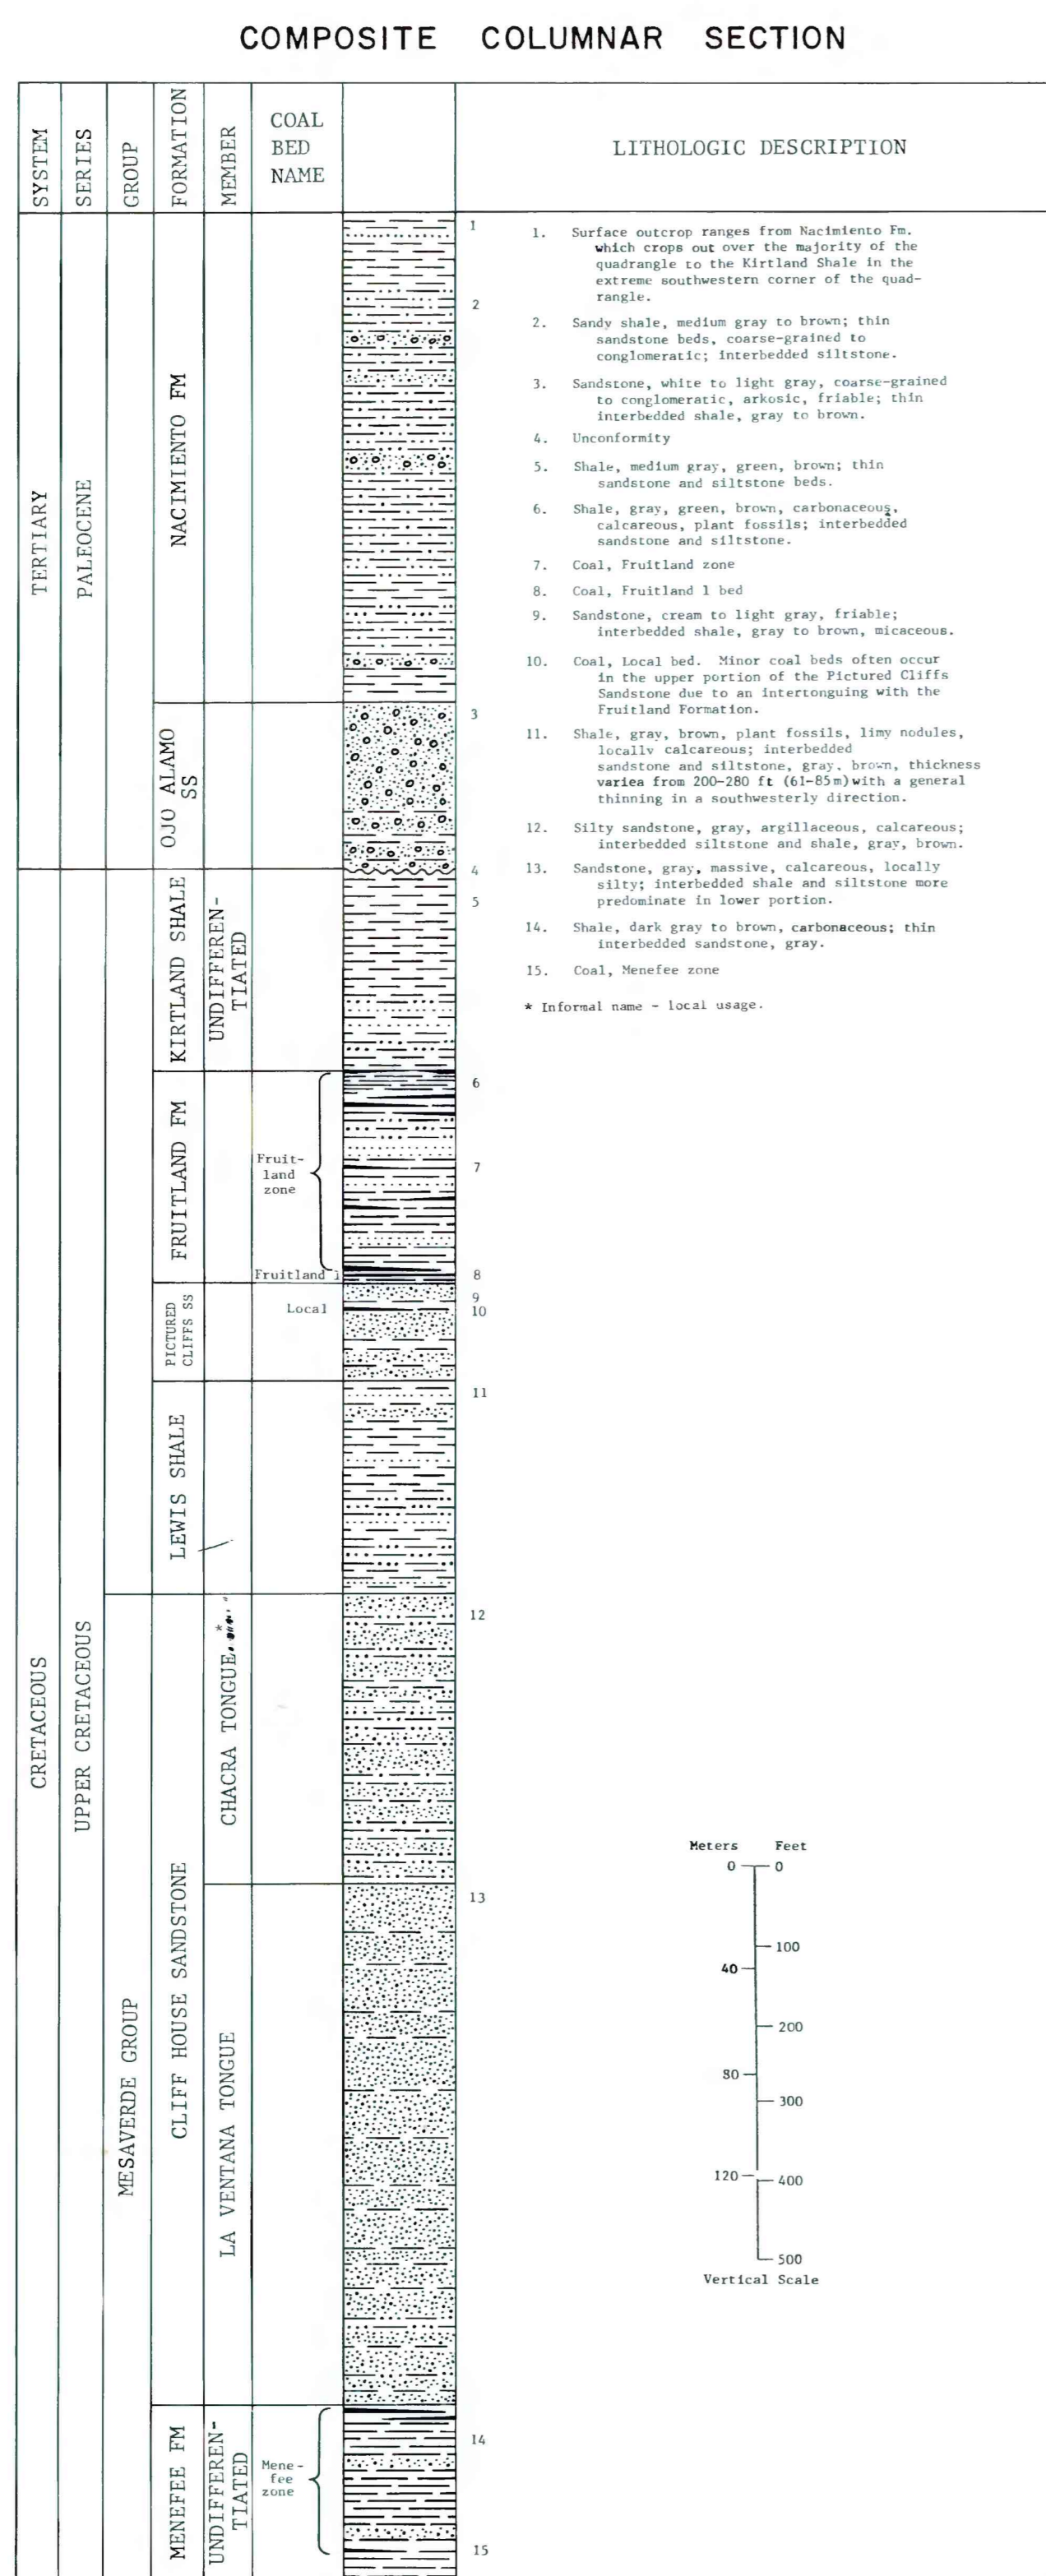 COMPOSITE COLUMNAR SECTION
SYSTEM
SERIES
GROUP
FORMATION
MEMBER
COAL
BED
NAME
LITHOLOGIC DESCRIPTION
TERTIARY
PALEOCENE
NACIMIENTO FM
OJO ALAMO
SS
CRETACEOUS
UPPER CRETACEOUS
KIRTLAND SHALE
UNDIFFEREN-
TIATED
FRUITLAND FM
Fruit-
land
zone
Fruitland 1
PICTURED
CLIFFS SS
Local
LEWIS SHALE
MESAVERDE GROUP
CLIFF HOUSE SANDSTONE
CHACRA TONGUE*
LA VENTANA TONGUE
MENEFEE FM
UNDIFFEREN-
TIATED
Mene-
fee
zone
1
2
3
4
5
6
7
8
9
10
11
12
13
14
15
1. Surface outcrop ranges from Nacimiento Fm.
which crops out over the majority of the
quadrangle to the Kirtland Shale in the
extreme southwestern corner of the quad-
rangle.
2. Sandy shale, medium gray to brown; thin
sandstone beds, coarse-grained to
conglomeratic; interbedded siltstone.
3. Sandstone, white to light gray, coarse-grained
to conglomeratic, arkosic, friable; thin
interbedded shale, gray to brown.
4. Unconformity
5. Shale, medium gray, green, brown; thin
sandstone and siltstone beds.
6. Shale, gray, green, brown, carbonaceous,
calcareous, plant fossils; interbedded
sandstone and siltstone.
7. Coal, Fruitland zone
8. Coal, Fruitland 1 bed
9. Sandstone, cream to light gray, friable;
interbedded shale, gray to brown, micaceous.
10. Coal, Local bed. Minor coal beds often occur
in the upper portion of the Pictured Cliffs
Sandstone due to an intertonguing with the
Fruitland Formation.
11. Shale, gray, brown, plant fossils, limy nodules,
locally calcareous; interbedded
sandstone and siltstone, gray, brown, thickness
variea from 200-280 ft (61-85m)with a general
thinning in a southwesterly direction.
12. Silty sandstone, gray, argillaceous, calcareous;
interbedded siltstone and shale, gray, brown.
13. Sandstone, gray, massive, calcareous, locally
silty; interbedded shale and siltstone more
predominate in lower portion.
14. Shale, dark gray to brown, carbonaceous; thin
interbedded sandstone, gray.
15. Coal, Menefee zone
* Informal name - local usage.
Meters Feet
0 0
100
40
200
80
300
120 400
500
Vertical Scale